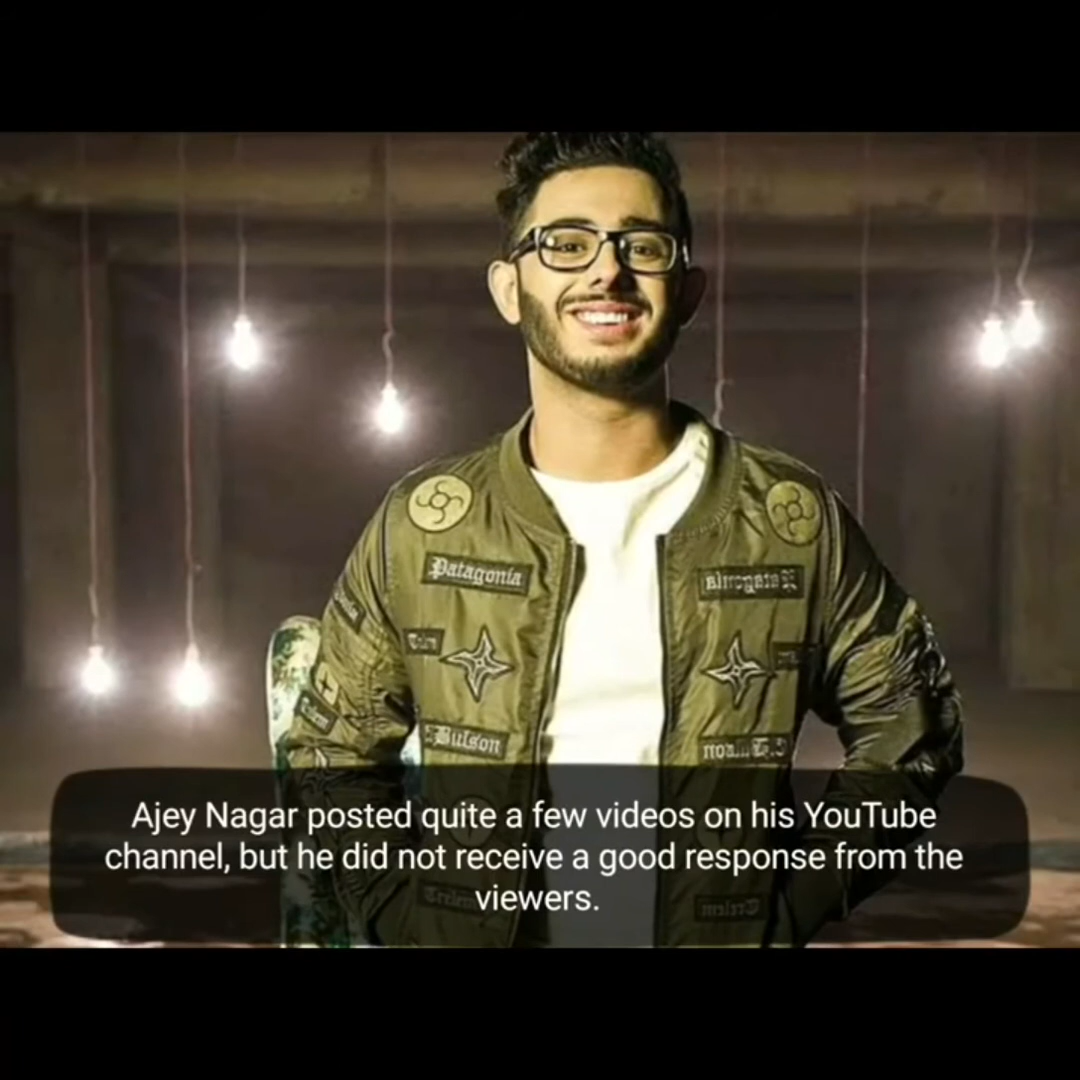 Patagonia
Bulson
Ajey Nagar posted quite a few videos on his YouTube
channel, but he did not receive a good response from the
viewers.